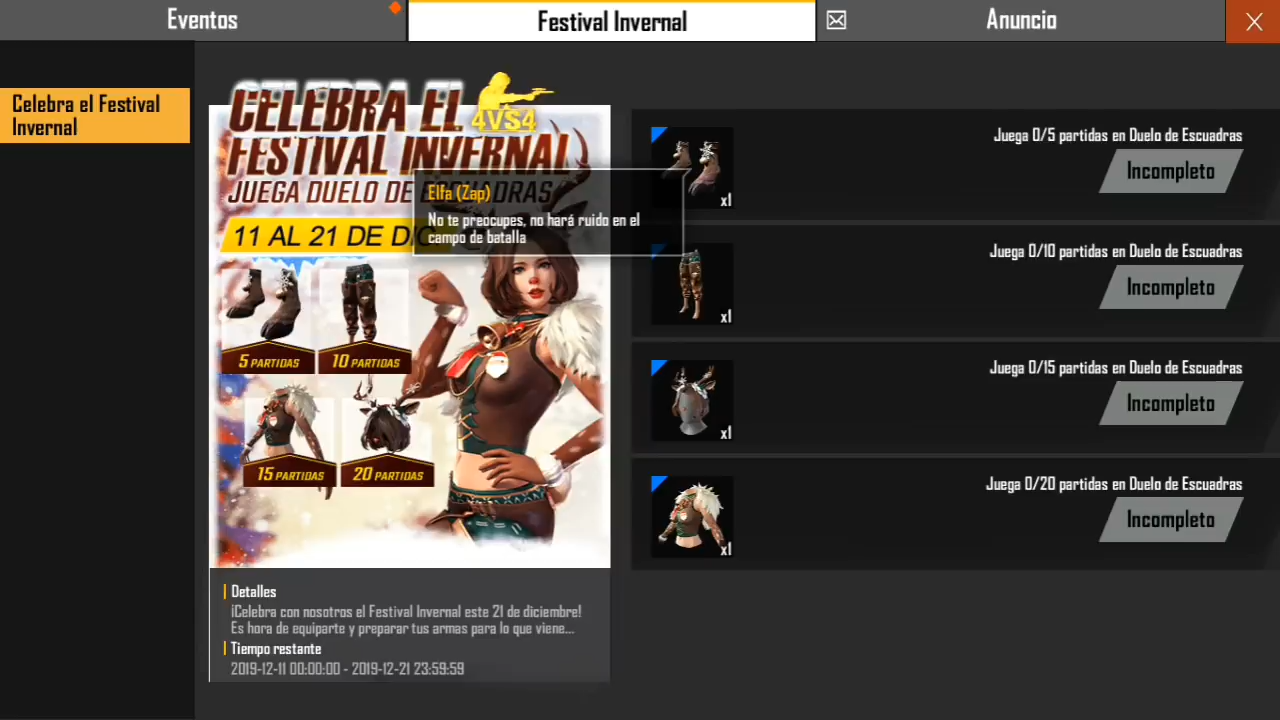 Eventos
Festival Invernal
Anuncio
Celebra el Festival
Invernal
CELEBRA EL
4VS4
FESTIVAL INVERNAL
JUEGA DUELO DE ESCUADRAS
11 AL 21 DE DIC
Elfa (Zap)
No te preocupes, no hará ruido en el
campo de batalla
5 PARTIDAS
10 PARTIDAS
15 PARTIDAS
20 PARTIDAS
Detalles
¡Celebra con nosotros el Festival Invernal este 21 de diciembre!
Es hora de equiparte y preparar tus armas para lo que viene...
Tiempo restante
2019-12-11 00:00:00 - 2019-12-21 23:59:59
Juega 0/5 partidas en Duelo de Escuadras
Incompleto
x1
Juega 0/10 partidas en Duelo de Escuadras
Incompleto
x1
Juega 0/15 partidas en Duelo de Escuadras
Incompleto
x1
Juega 0/20 partidas en Duelo de Escuadras
Incompleto
x1